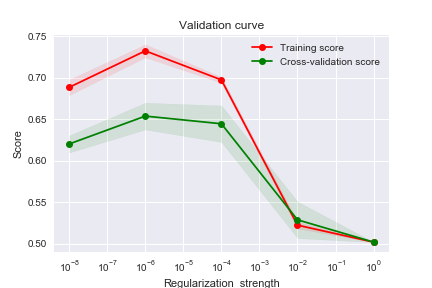 Validation curve
Training score
Cross-validation score
Score
0.75
0.70
0.65
0.60
0.55
0.50
10⁻⁸ 10⁻⁷ 10⁻⁶ 10⁻⁵ 10⁻⁴ 10⁻³ 10⁻² 10⁻¹ 10⁰
Regularization strength